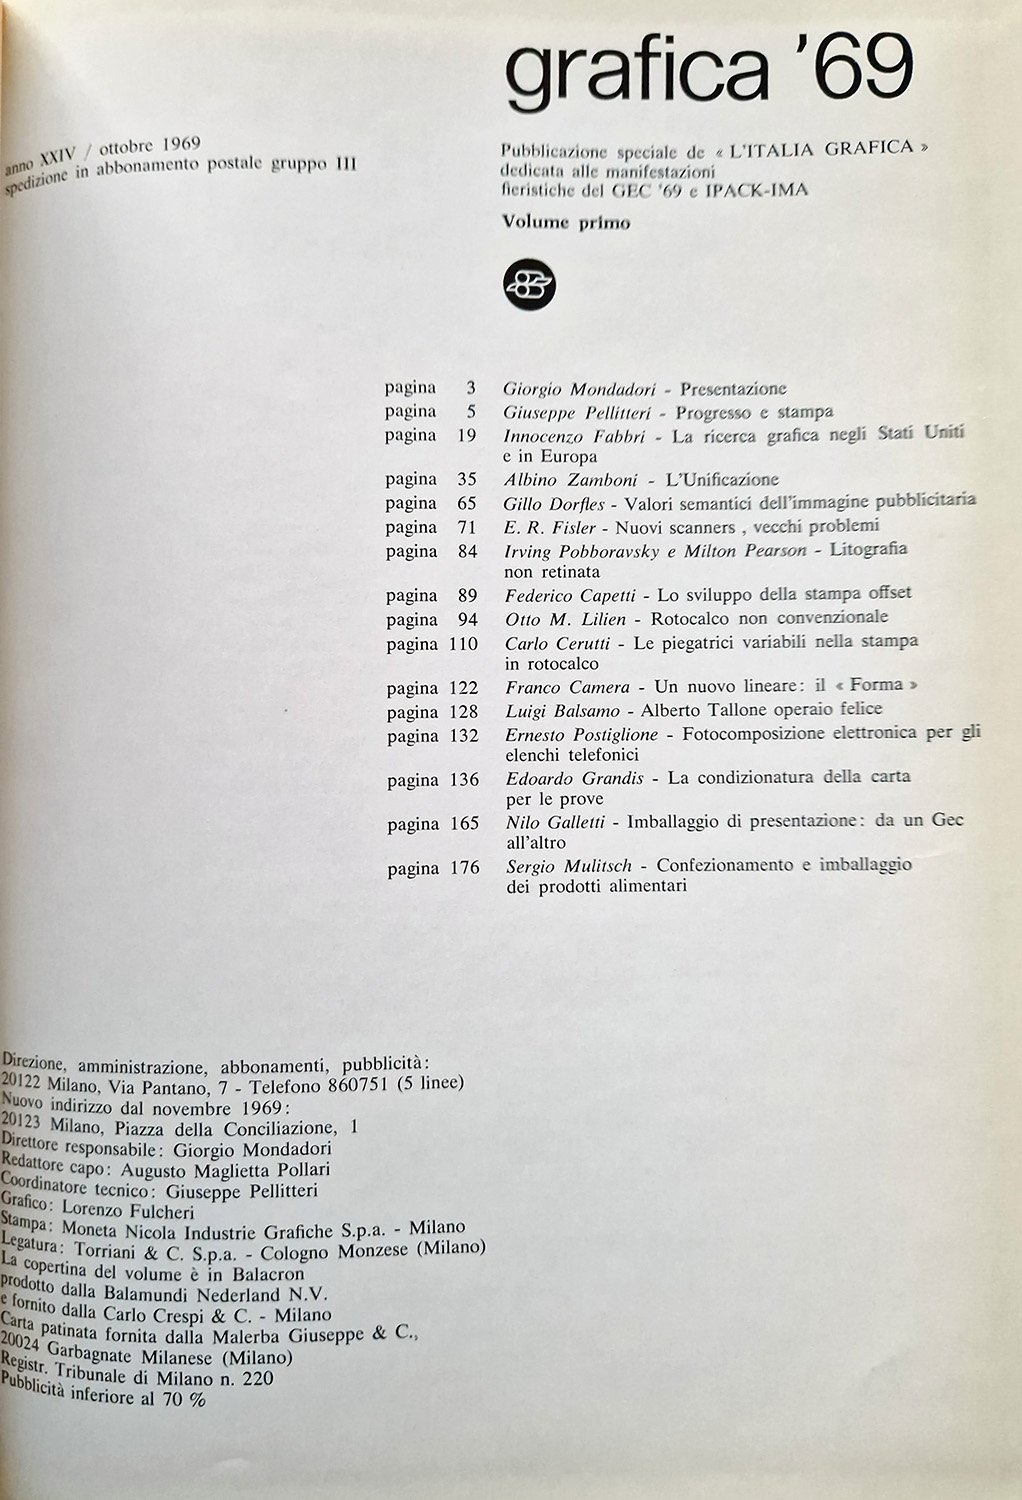 grafica '69
anno XXIV / ottobre 1969
spedizione in abbonamento postale gruppo III
Pubblicazione speciale de « L'ITALIA GRAFICA »
dedicata alle manifestazioni
fieristiche del GEC '69 e IPACK-IMA
Volume primo
pagina 3 Giorgio Mondadori - Presentazione
pagina 5 Giuseppe Pellitteri - Progresso e stampa
pagina 19 Innocenzo Fabbri - La ricerca grafica negli Stati Uniti
e in Europa
pagina 35 Albino Zamboni - L'Unificazione
pagina 65 Gillo Dorfles - Valori semantici dell'immagine pubblicitaria
pagina 71 E. R. Fisler - Nuovi scanners , vecchi problemi
pagina 84 Irving Pobboravsky e Milton Pearson - Litografia
non retinata
pagina 89 Federico Capetti - Lo sviluppo della stampa offset
pagina 94 Otto M. Lilien - Rotocalco non convenzionale
pagina 110 Carlo Cerutti - Le piegatrici variabili nella stampa
in rotocalco
pagina 122 Franco Camera - Un nuovo lineare: il « Forma »
pagina 128 Luigi Balsamo - Alberto Tallone operaio felice
pagina 132 Ernesto Postiglione - Fotocomposizione elettronica per gli
elenchi telefonici
pagina 136 Edoardo Grandis - La condizionatura della carta
per le prove
pagina 165 Nilo Galletti - Imballaggio di presentazione: da un Gec
all'altro
pagina 176 Sergio Mulitsch - Confezionamento e imballaggio
dei prodotti alimentari
Direzione, amministrazione, abbonamenti, pubblicità:
20122 Milano, Via Pantano, 7 - Telefono 860751 (5 linee)
Nuovo indirizzo dal novembre 1969:
20123 Milano, Piazza della Conciliazione, 1
Direttore responsabile: Giorgio Mondadori
Redattore capo: Augusto Maglietta Pollari
Coordinatore tecnico: Giuseppe Pellitteri
Grafico: Lorenzo Fulcheri
Stampa: Moneta Nicola Industrie Grafiche S.p.a. - Milano
Legatura: Torriani & C. S.p.a. - Cologno Monzese (Milano)
La copertina del volume è in Balacron
prodotto dalla Balamundi Nederland N.V.
e fornito dalla Carlo Crespi & C. - Milano
Carta patinata fornita dalla Malerba Giuseppe & C.,
20024 Garbagnate Milanese (Milano)
Registr. Tribunale di Milano n. 220
Pubblicità inferiore al 70 %